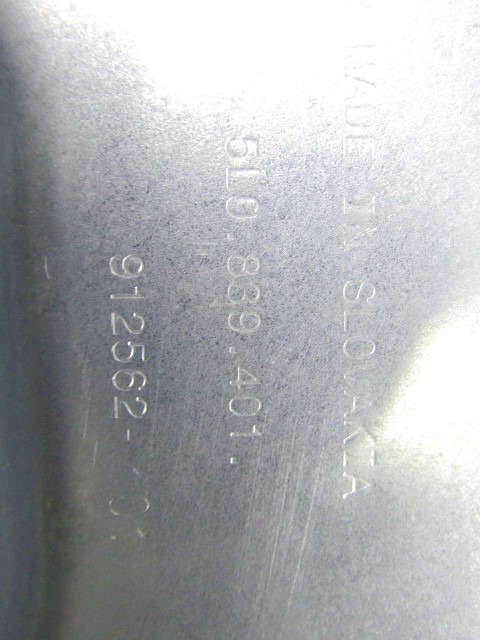 MADE IN SLOVAKIA
5L0.839.401.
912562-